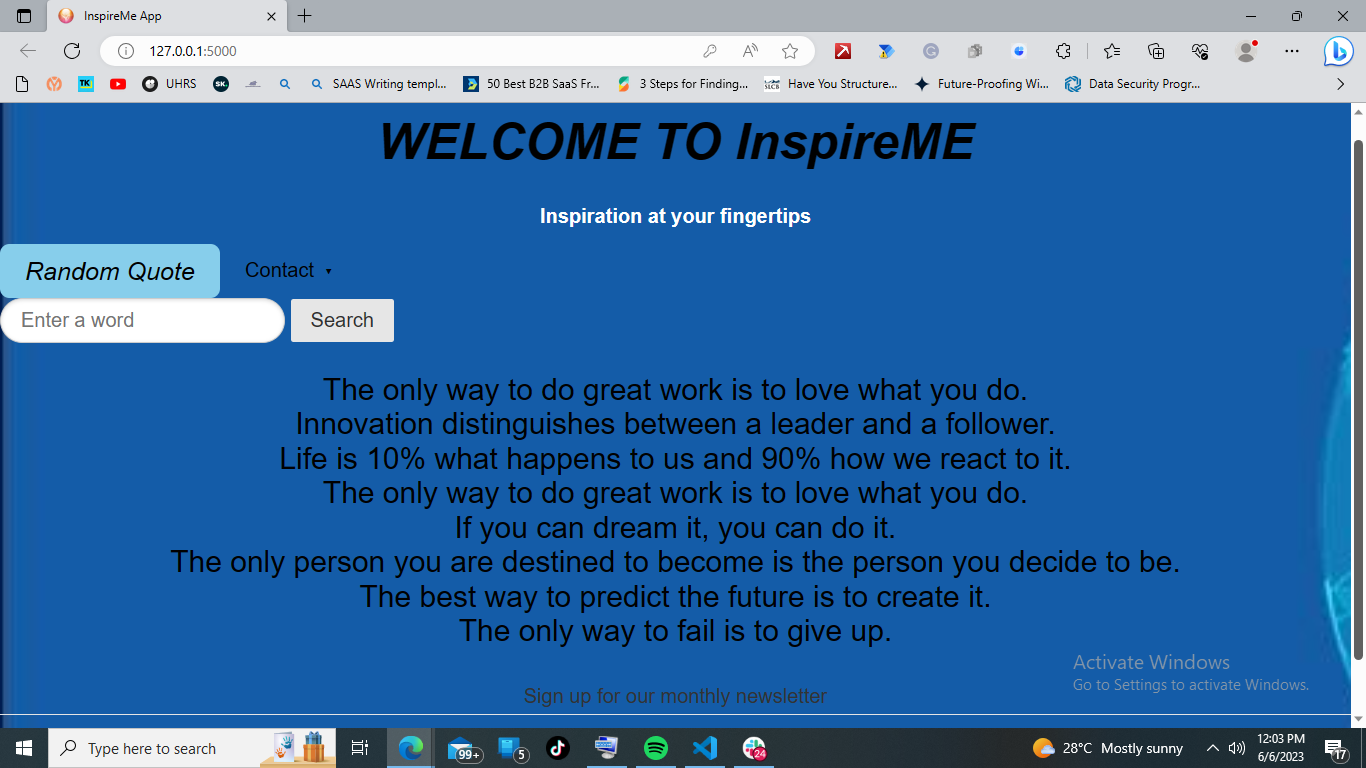 InspireMe App
127.0.0.1:5000
UHRS
SK.
SAAS Writing templ...
50 Best B2B SaaS Fr...
3 Steps for Finding...
SLCB
Have You Structure...
Future-Proofing Wi...
Data Security Progr...
WELCOME TO InspireME
Inspiration at your fingertips
Random Quote
Contact
Enter a word
Search
The only way to do great work is to love what you do.
Innovation distinguishes between a leader and a follower.
Life is 10% what happens to us and 90% how we react to it.
The only way to do great work is to love what you do.
If you can dream it, you can do it.
The only person you are destined to become is the person you decide to be.
The best way to predict the future is to create it.
The only way to fail is to give up.
Activate Windows
Go to Settings to activate Windows.
Sign up for our monthly newsletter
Type here to search
99+
5
24
28°C Mostly sunny
12:03 PM
6/6/2023
17